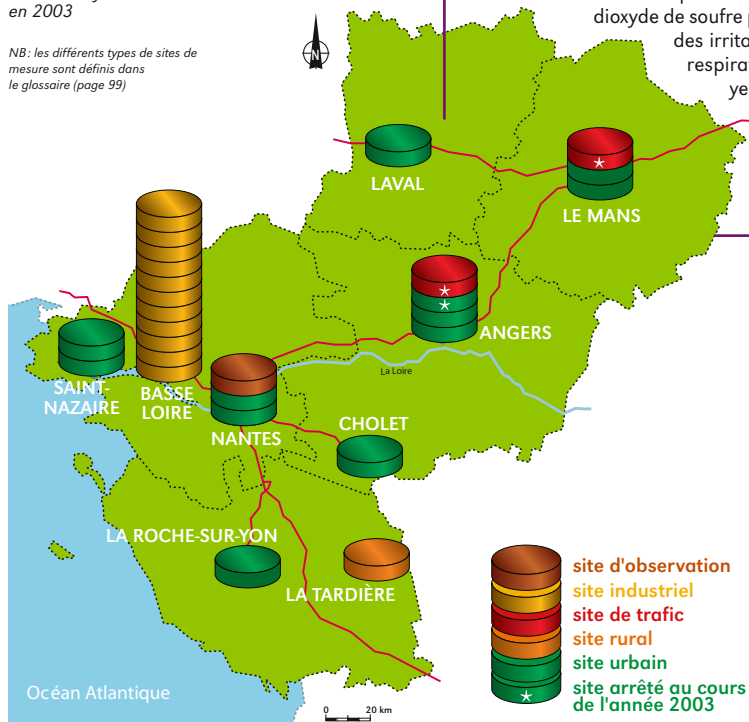 en 2003
NB: les différents types de sites de
mesure sont définis dans
le glossaire (page 99)
N
dioxyde de soufre p
des irrita
respirat
ye
LAVAL
LE MANS
ANGERS
La Loire
SAINT-
NAZAIRE
BASSE
LOIRE
NANTES
CHOLET
LA ROCHE-SUR-YON
LA TARDIÈRE
Océan Atlantique
0 20 km
site d'observation
site industriel
site de trafic
site rural
site urbain
site arrêté au cours
de l'année 2003